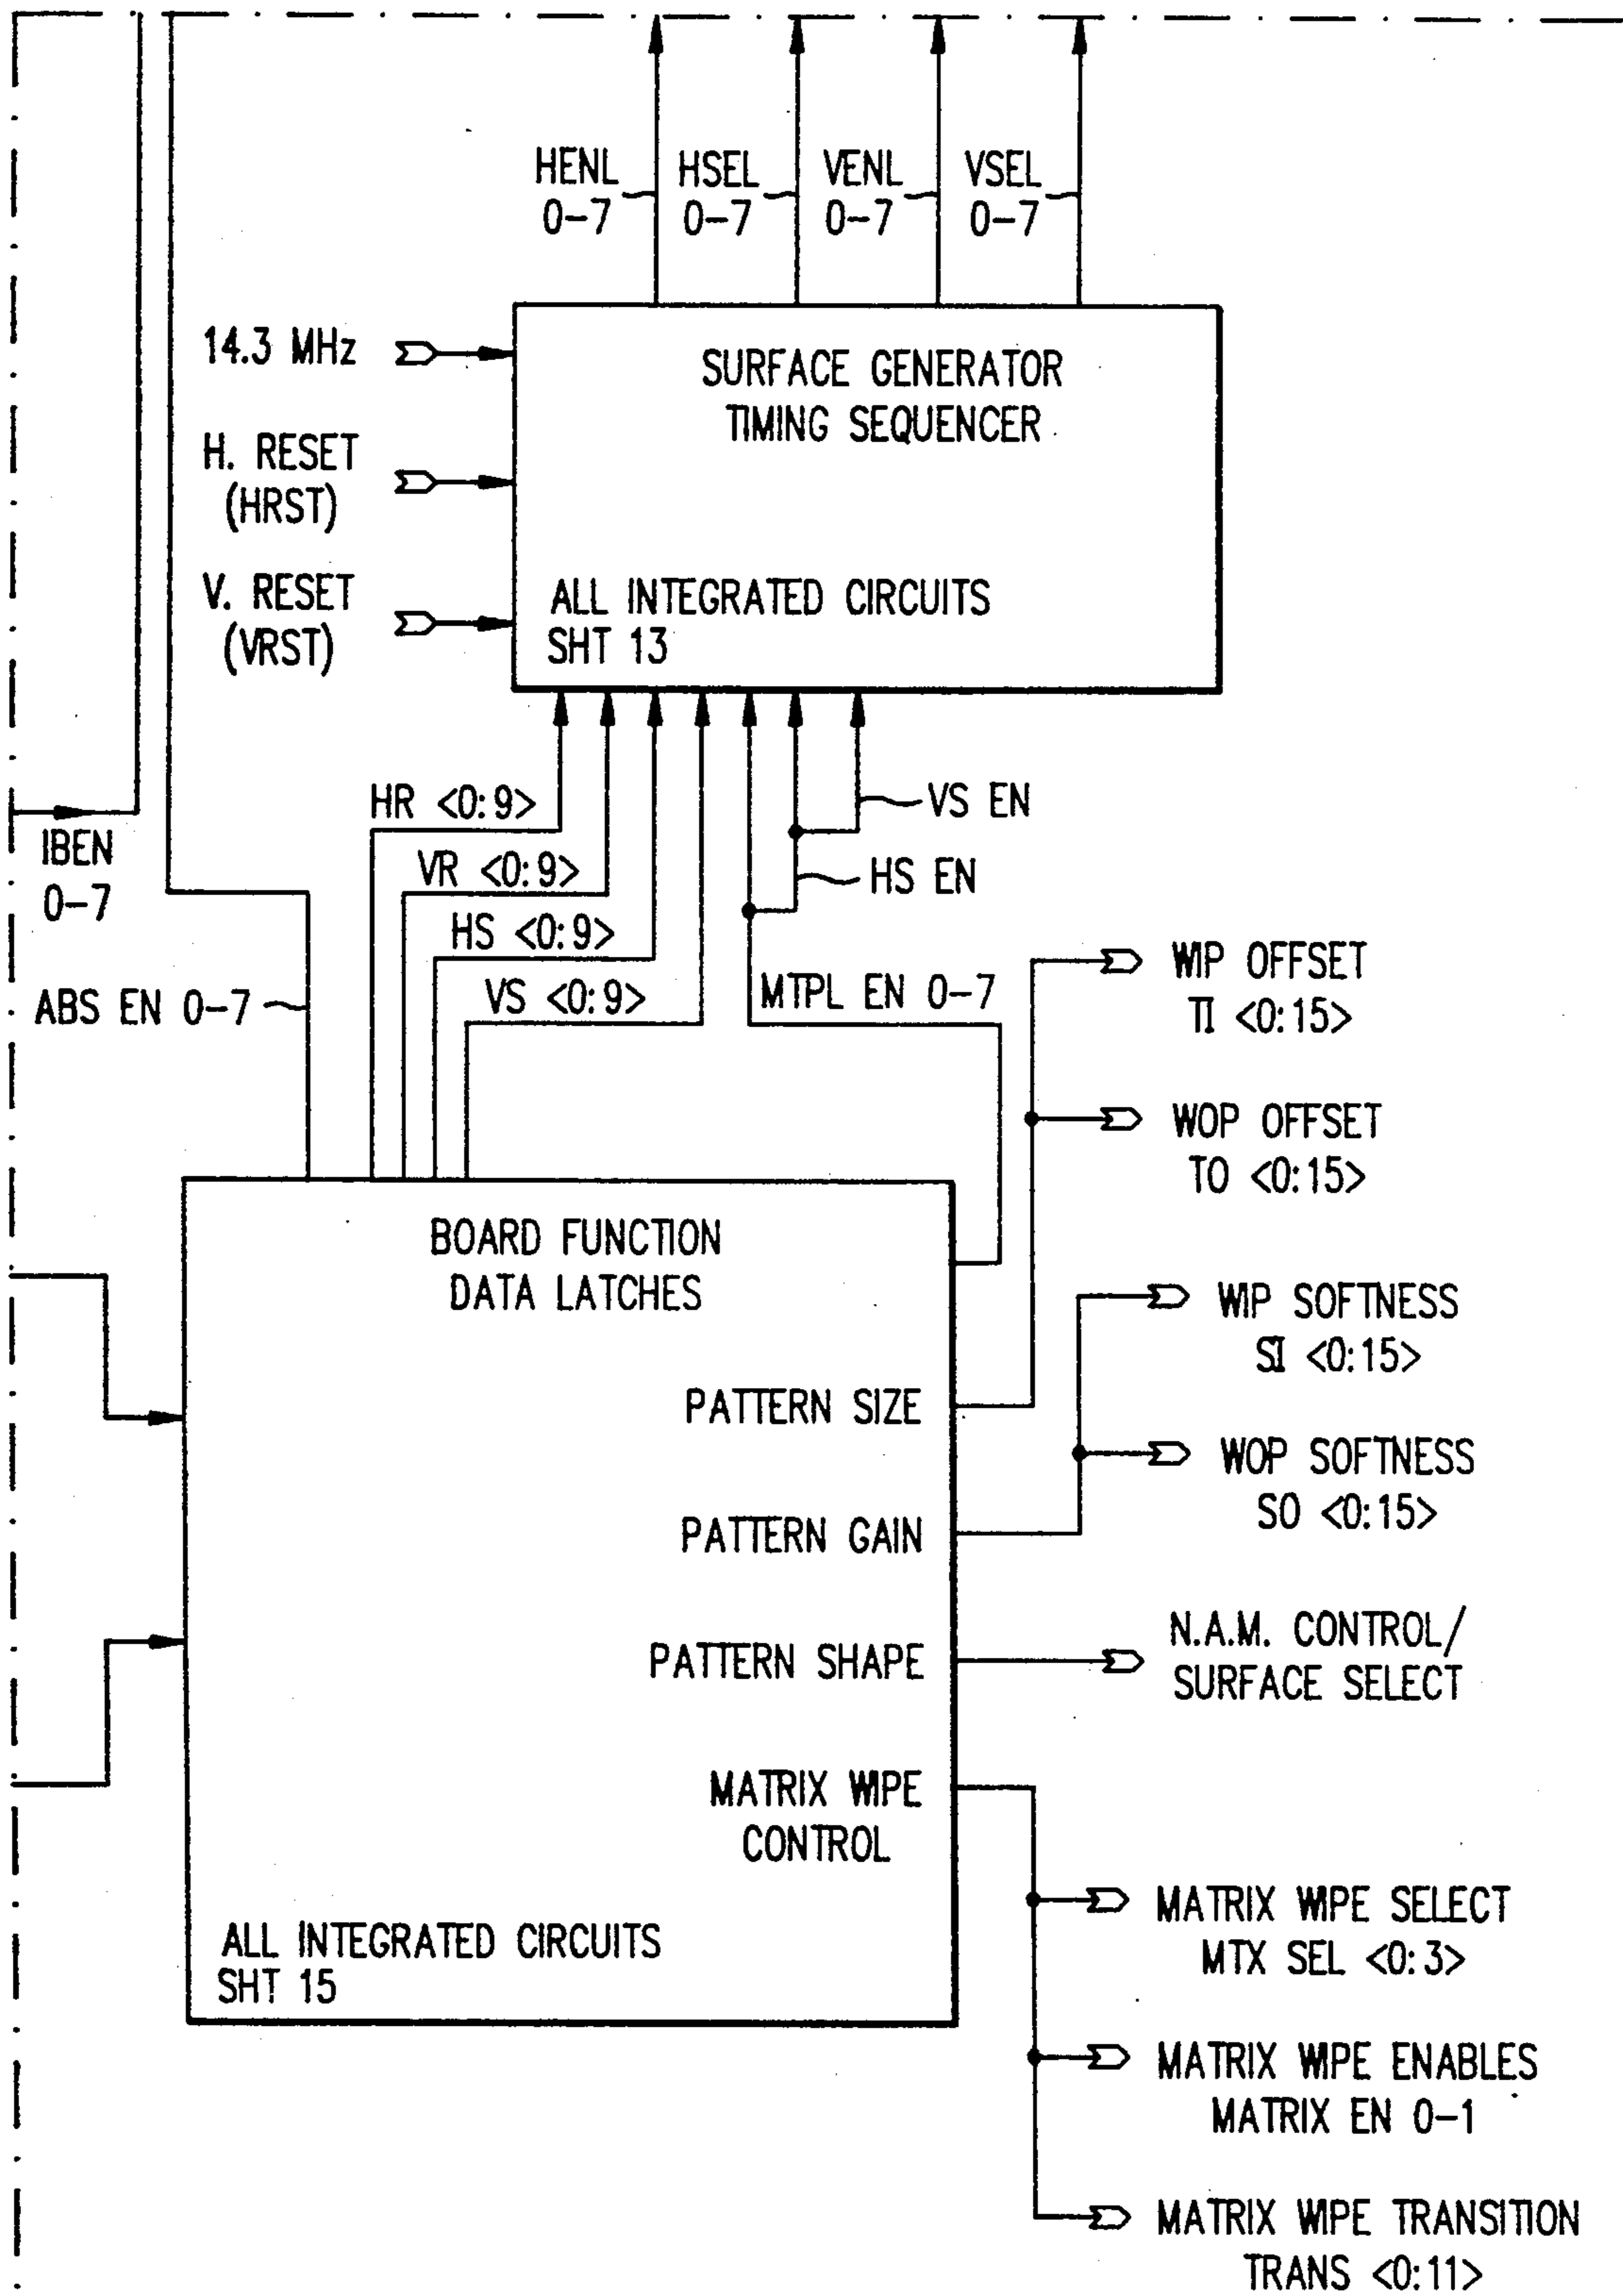 HENL
0-7
HSEL
0-7
VENL
0-7
VSEL
0-7
14.3 MHz
H. RESET
(HRST)
V. RESET
(VRST)
SURFACE GENERATOR
TIMING SEQUENCER
ALL INTEGRATED CIRCUITS
SHT 13
IBEN
0-7
HR <0:9>
VR <0:9>
HS <0:9>
VS <0:9>
VS EN
HS EN
MTPL EN 0-7
ABS EN 0-7
BOARD FUNCTION
DATA LATCHES
PATTERN SIZE
PATTERN GAIN
PATTERN SHAPE
MATRIX WIPE
CONTROL
ALL INTEGRATED CIRCUITS
SHT 15
WIP OFFSET
TI <0:15>
WOP OFFSET
TO <0:15>
WIP SOFTNESS
SI <0:15>
WOP SOFTNESS
SO <0:15>
N.A.M. CONTROL/
SURFACE SELECT
MATRIX WIPE SELECT
MTX SEL <0:3>
MATRIX WIPE ENABLES
MATRIX EN 0-1
MATRIX WIPE TRANSITION
TRANS <0:11>